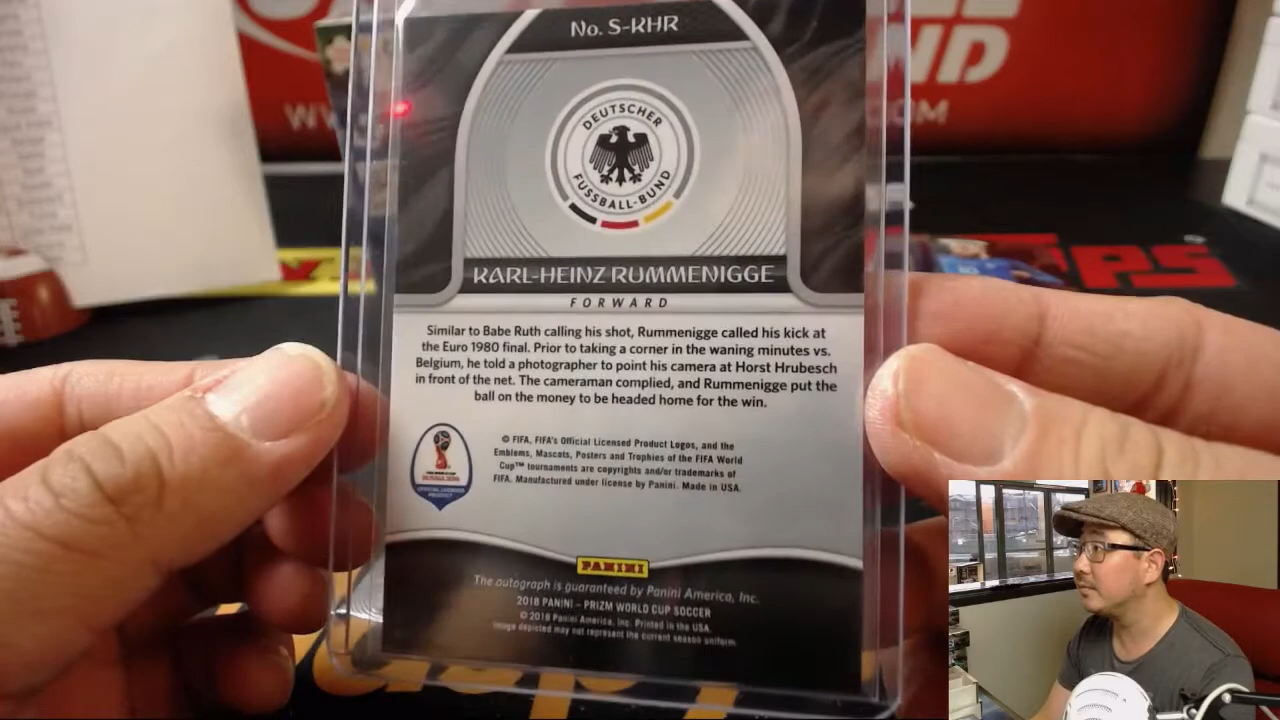 No. S-KHR
DEUTSCHER
FUSSBALL-BUND
KARL-HEINZ RUMMENIGGE
FORWARD
Similar to Babe Ruth calling his shot, Rummenigge called his kick at
the Euro 1980 final. Prior to taking a corner in the waning minutes vs.
Belgium, he told a photographer to point his camera at Horst Hrubesch
in front of the net. The cameraman complied, and Rummenigge put the
ball on the money to be headed home for the win.
© FIFA, FIFA's Official Licensed Product Logos, and the
Emblems, Mascots, Posters and Trophies of the FIFA World
Cup™ tournaments are copyrights and/or trademarks of
FIFA. Manufactured under license by Panini. Made in USA.
PANINI
The autograph is guaranteed by Panini America, Inc.
2018 PANINI – PRIZM WORLD CUP SOCCER
© 2018 Panini America, Inc. Printed in the USA.
Image depicted may not represent the current season uniform.